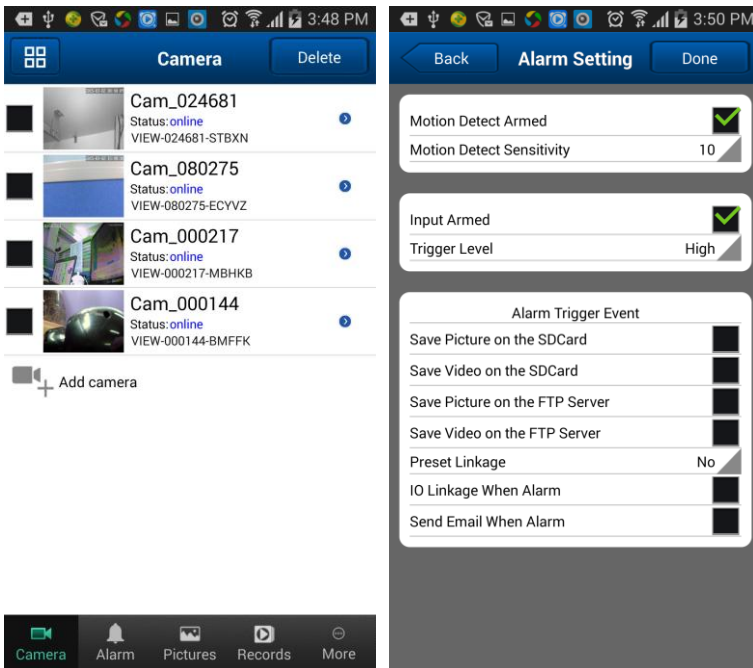 3:48 PM
Camera
Delete
Cam_024681
Status:online
VIEW-024681-STBXN
Cam_080275
Status:online
VIEW-080275-ECYVZ
Cam_000217
Status:online
VIEW-000217-MBHKB
Cam_000144
Status:online
VIEW-000144-BMFFK
Add camera
Camera
Alarm
Pictures
Records
More
3:50 PM
Back
Alarm Setting
Done
Motion Detect Armed
Motion Detect Sensitivity 10
Input Armed
Trigger Level High
Alarm Trigger Event
Save Picture on the SDCard
Save Video on the SDCard
Save Picture on the FTP Server
Save Video on the FTP Server
Preset Linkage No
IO Linkage When Alarm
Send Email When Alarm